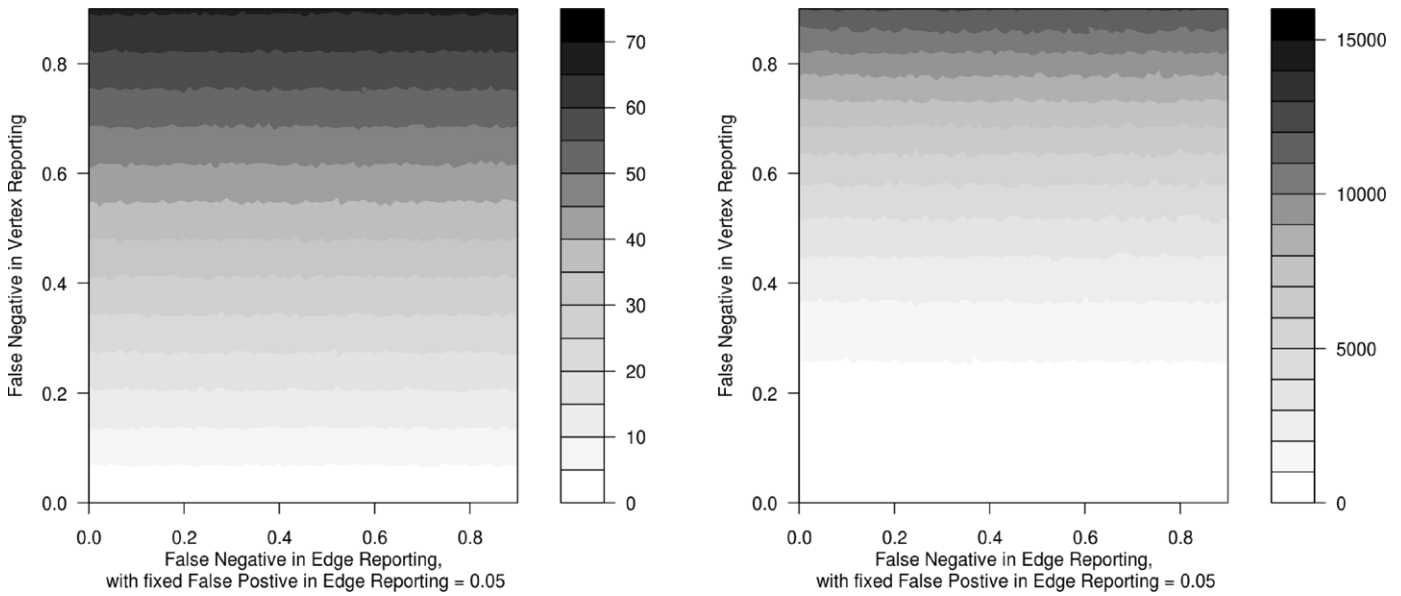 False Negative in Vertex Reporting
0.8
0.6
0.4
0.2
0.0
0.0 0.2 0.4 0.6 0.8
False Negative in Edge Reporting,
with fixed False Postive in Edge Reporting = 0.05
70
60
50
40
30
20
10
0
False Negative in Vertex Reporting
0.8
0.6
0.4
0.2
0.0
0.0 0.2 0.4 0.6 0.8
False Negative in Edge Reporting,
with fixed False Postive in Edge Reporting = 0.05
15000
10000
5000
0